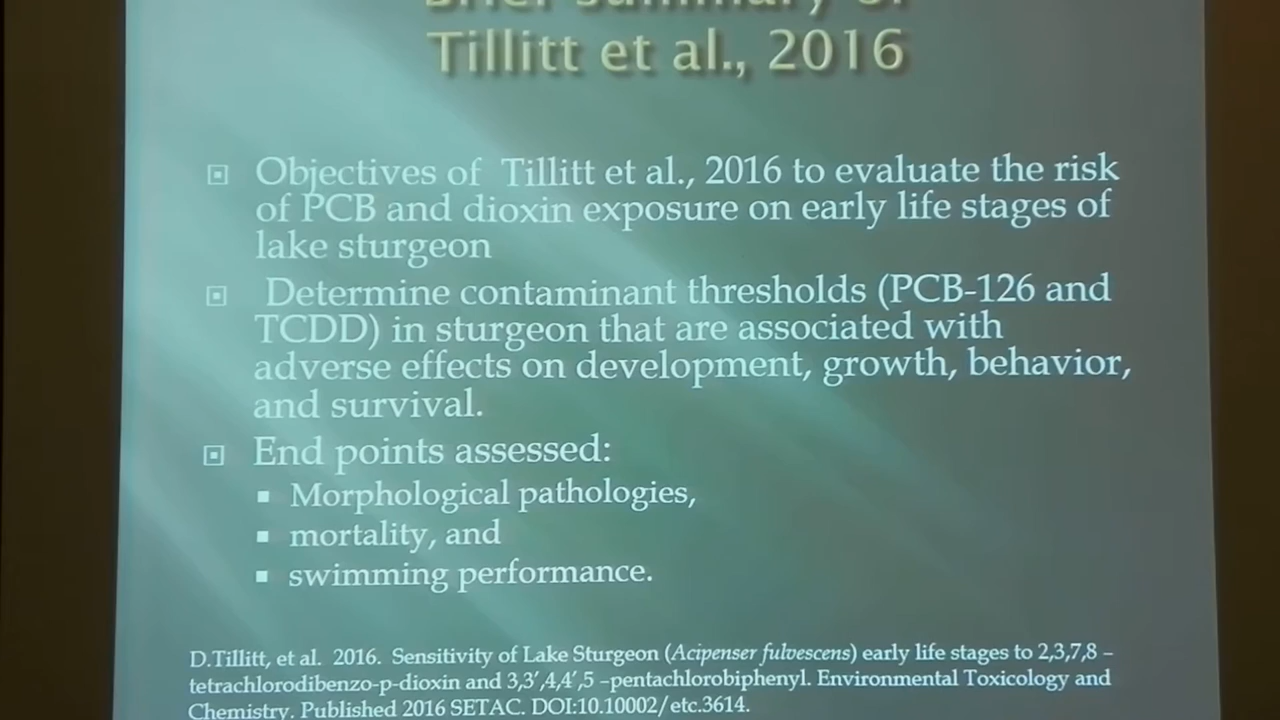 Brief summary of
Tillitt et al., 2016
Objectives of Tillitt et al., 2016 to evaluate the risk
of PCB and dioxin exposure on early life stages of
lake sturgeon
Determine contaminant thresholds (PCB-126 and
TCDD) in sturgeon that are associated with
adverse effects on development, growth, behavior,
and survival.
End points assessed:
Morphological pathologies,
mortality, and
swimming performance.
D.Tillitt, et al. 2016. Sensitivity of Lake Sturgeon (Acipenser fulvescens) early life stages to 2,3,7,8 –
tetrachlorodibenzo-p-dioxin and 3,3′,4,4′,5 –pentachlorobiphenyl. Environmental Toxicology and
Chemistry. Published 2016 SETAC. DOI:10.10002/etc.3614.